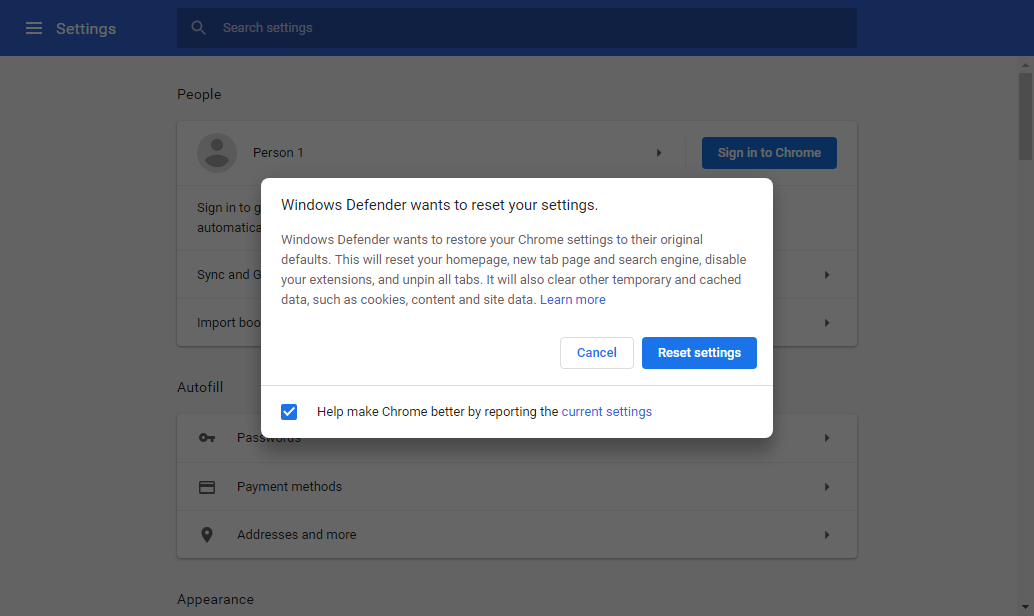 Settings
Search settings
People
Person 1
Sign in to Chrome
Sign in to g
automatica
Sync and G
Import boo
Windows Defender wants to reset your settings.
Windows Defender wants to restore your Chrome settings to their original
defaults. This will reset your homepage, new tab page and search engine, disable
your extensions, and unpin all tabs. It will also clear other temporary and cached
data, such as cookies, content and site data. Learn more
Cancel
Reset settings
Help make Chrome better by reporting the current settings
Autofill
Passwords
Payment methods
Addresses and more
Appearance